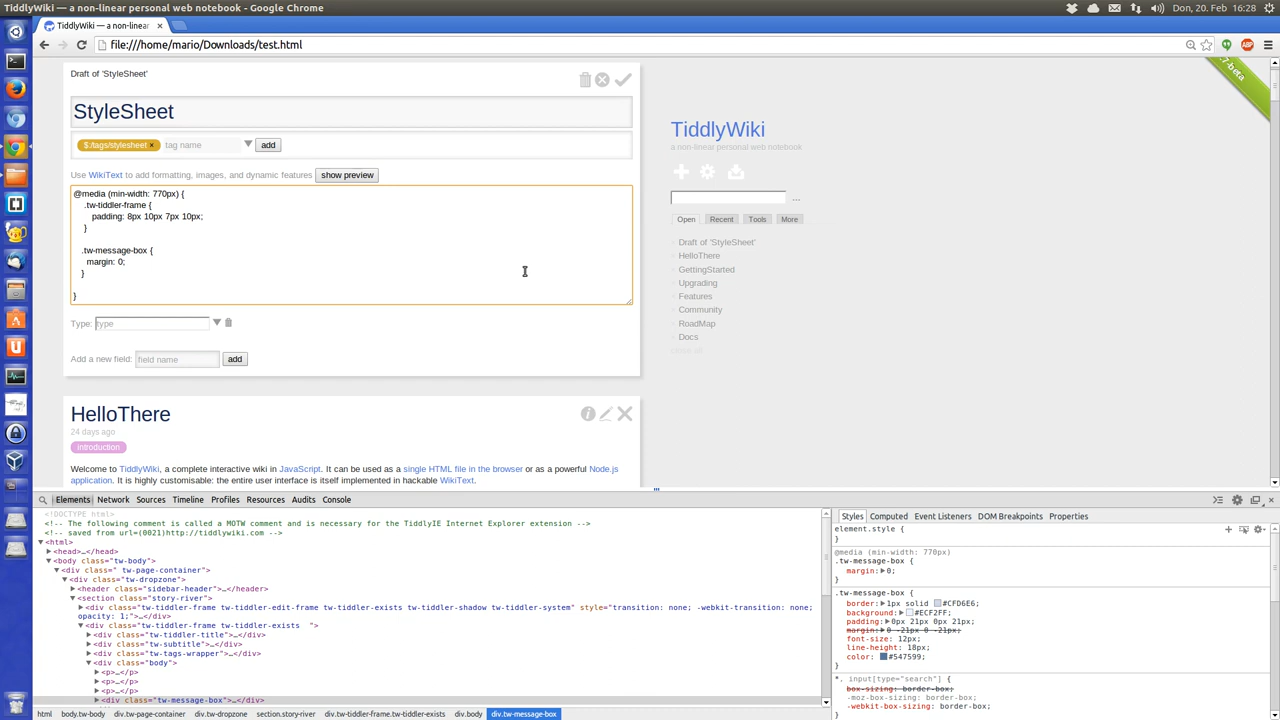 TiddlyWiki — a non-linear personal web notebook - Google Chrome
Don, 20. Feb 16:28
TiddlyWiki — a non-linear
file:///home/mario/Downloads/test.html
ABP
7-beta
Draft of 'StyleSheet'
StyleSheet
$:/tags/stylesheet × tag name add
Use WikiText to add formatting, images, and dynamic features show preview
@media (min-width: 770px) {
.tw-tiddler-frame {
padding: 8px 10px 7px 10px;
}
.tw-message-box {
margin: 0;
}
}
Type: type
Add a new field: field name add
HelloThere
24 days ago
introduction
Welcome to TiddlyWiki, a complete interactive wiki in JavaScript. It can be used as a single HTML file in the browser or as a powerful Node.js
application. It is highly customisable: the entire user interface is itself implemented in hackable WikiText.
TiddlyWiki
a non-linear personal web notebook
...
Open Recent Tools More
Draft of 'StyleSheet'
HelloThere
GettingStarted
Upgrading
Features
Community
RoadMap
Docs
close all
Elements Network Sources Timeline Profiles Resources Audits Console
<!DOCTYPE html>
<!-- The following comment is called a MOTW comment and is necessary for the TiddlyIE Internet Explorer extension -->
<!-- saved from url=(0021)http://tiddlywiki.com -->
<html>
<head>…</head>
<body class="tw-body">
<div class=" tw-page-container">
<div class="tw-dropzone">
<header class="sidebar-header">…</header>
<section class="story-river">
<div class="tw-tiddler-frame tw-tiddler-edit-frame tw-tiddler-exists tw-tiddler-shadow tw-tiddler-system" style="transition: none; -webkit-transition: none;
opacity: 1;">…</div>
<div class="tw-tiddler-frame tw-tiddler-exists  ">
<div class="tw-tiddler-title">…</div>
<div class="tw-subtitle">…</div>
<div class="tw-tags-wrapper">…</div>
<div class="body">
<p>…</p>
<p>…</p>
<p>…</p>
<div class="tw-message-box">…</div>
html body.tw-body div.tw-page-container div.tw-dropzone section.story-river div.tw-tiddler-frame.tw-tiddler-exists div.body div.tw-message-box
Styles Computed Event Listeners DOM Breakpoints Properties
element.style {
}
@media (min-width: 770px)
.tw-message-box {
margin: 0;
}
.tw-message-box {
border: 1px solid #CFD6E6;
background: #ECF2FF;
padding: 0px 21px 0px 21px;
margin: 0 -21px 0 -21px;
font-size: 12px;
line-height: 18px;
color: #547599;
}
*, input[type="search"] {
box-sizing: border-box;
-moz-box-sizing: border-box;
-webkit-box-sizing: border-box;
}